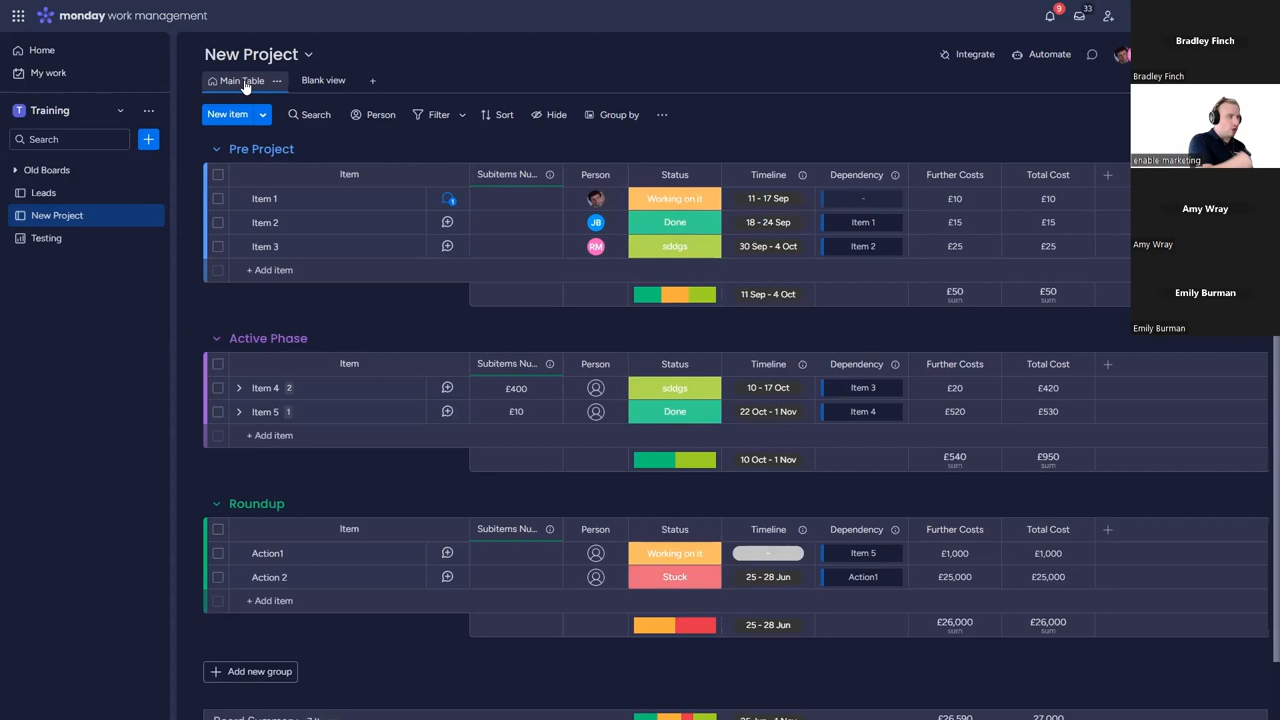 monday work management
9
33
Home
My work
T Training
Search
Old Boards
Leads
New Project
Testing
New Project
Integrate
Automate
Main Table
Blank view
New item
Search
Person
Filter
Sort
Hide
Group by
Pre Project
Item Subitems Nu... Person Status Timeline Dependency Further Costs Total Cost
Item 1 1 Working on it 11 - 17 Sep - £10 £10
Item 2 JB Done 18 - 24 Sep Item 1 £15 £15
Item 3 RM sddgs 30 Sep - 4 Oct Item 2 £25 £25
+ Add item
11 Sep - 4 Oct £50 £50
sum sum
Active Phase
Item Subitems Nu... Person Status Timeline Dependency Further Costs Total Cost
Item 4 2 £400 sddgs 10 - 17 Oct Item 3 £20 £420
Item 5 1 £10 Done 22 Oct - 1 Nov Item 4 £520 £530
+ Add item
10 Oct - 1 Nov £540 £950
sum sum
Roundup
Item Subitems Nu... Person Status Timeline Dependency Further Costs Total Cost
Action1 Working on it - Item 5 £1,000 £1,000
Action 2 Stuck 25 - 28 Jun Action1 £25,000 £25,000
+ Add item
25 - 28 Jun £26,000 £26,000
sum sum
+ Add new group
Bradley Finch
Bradley Finch
enable marketing
Amy Wray
Amy Wray
Emily Burman
Emily Burman